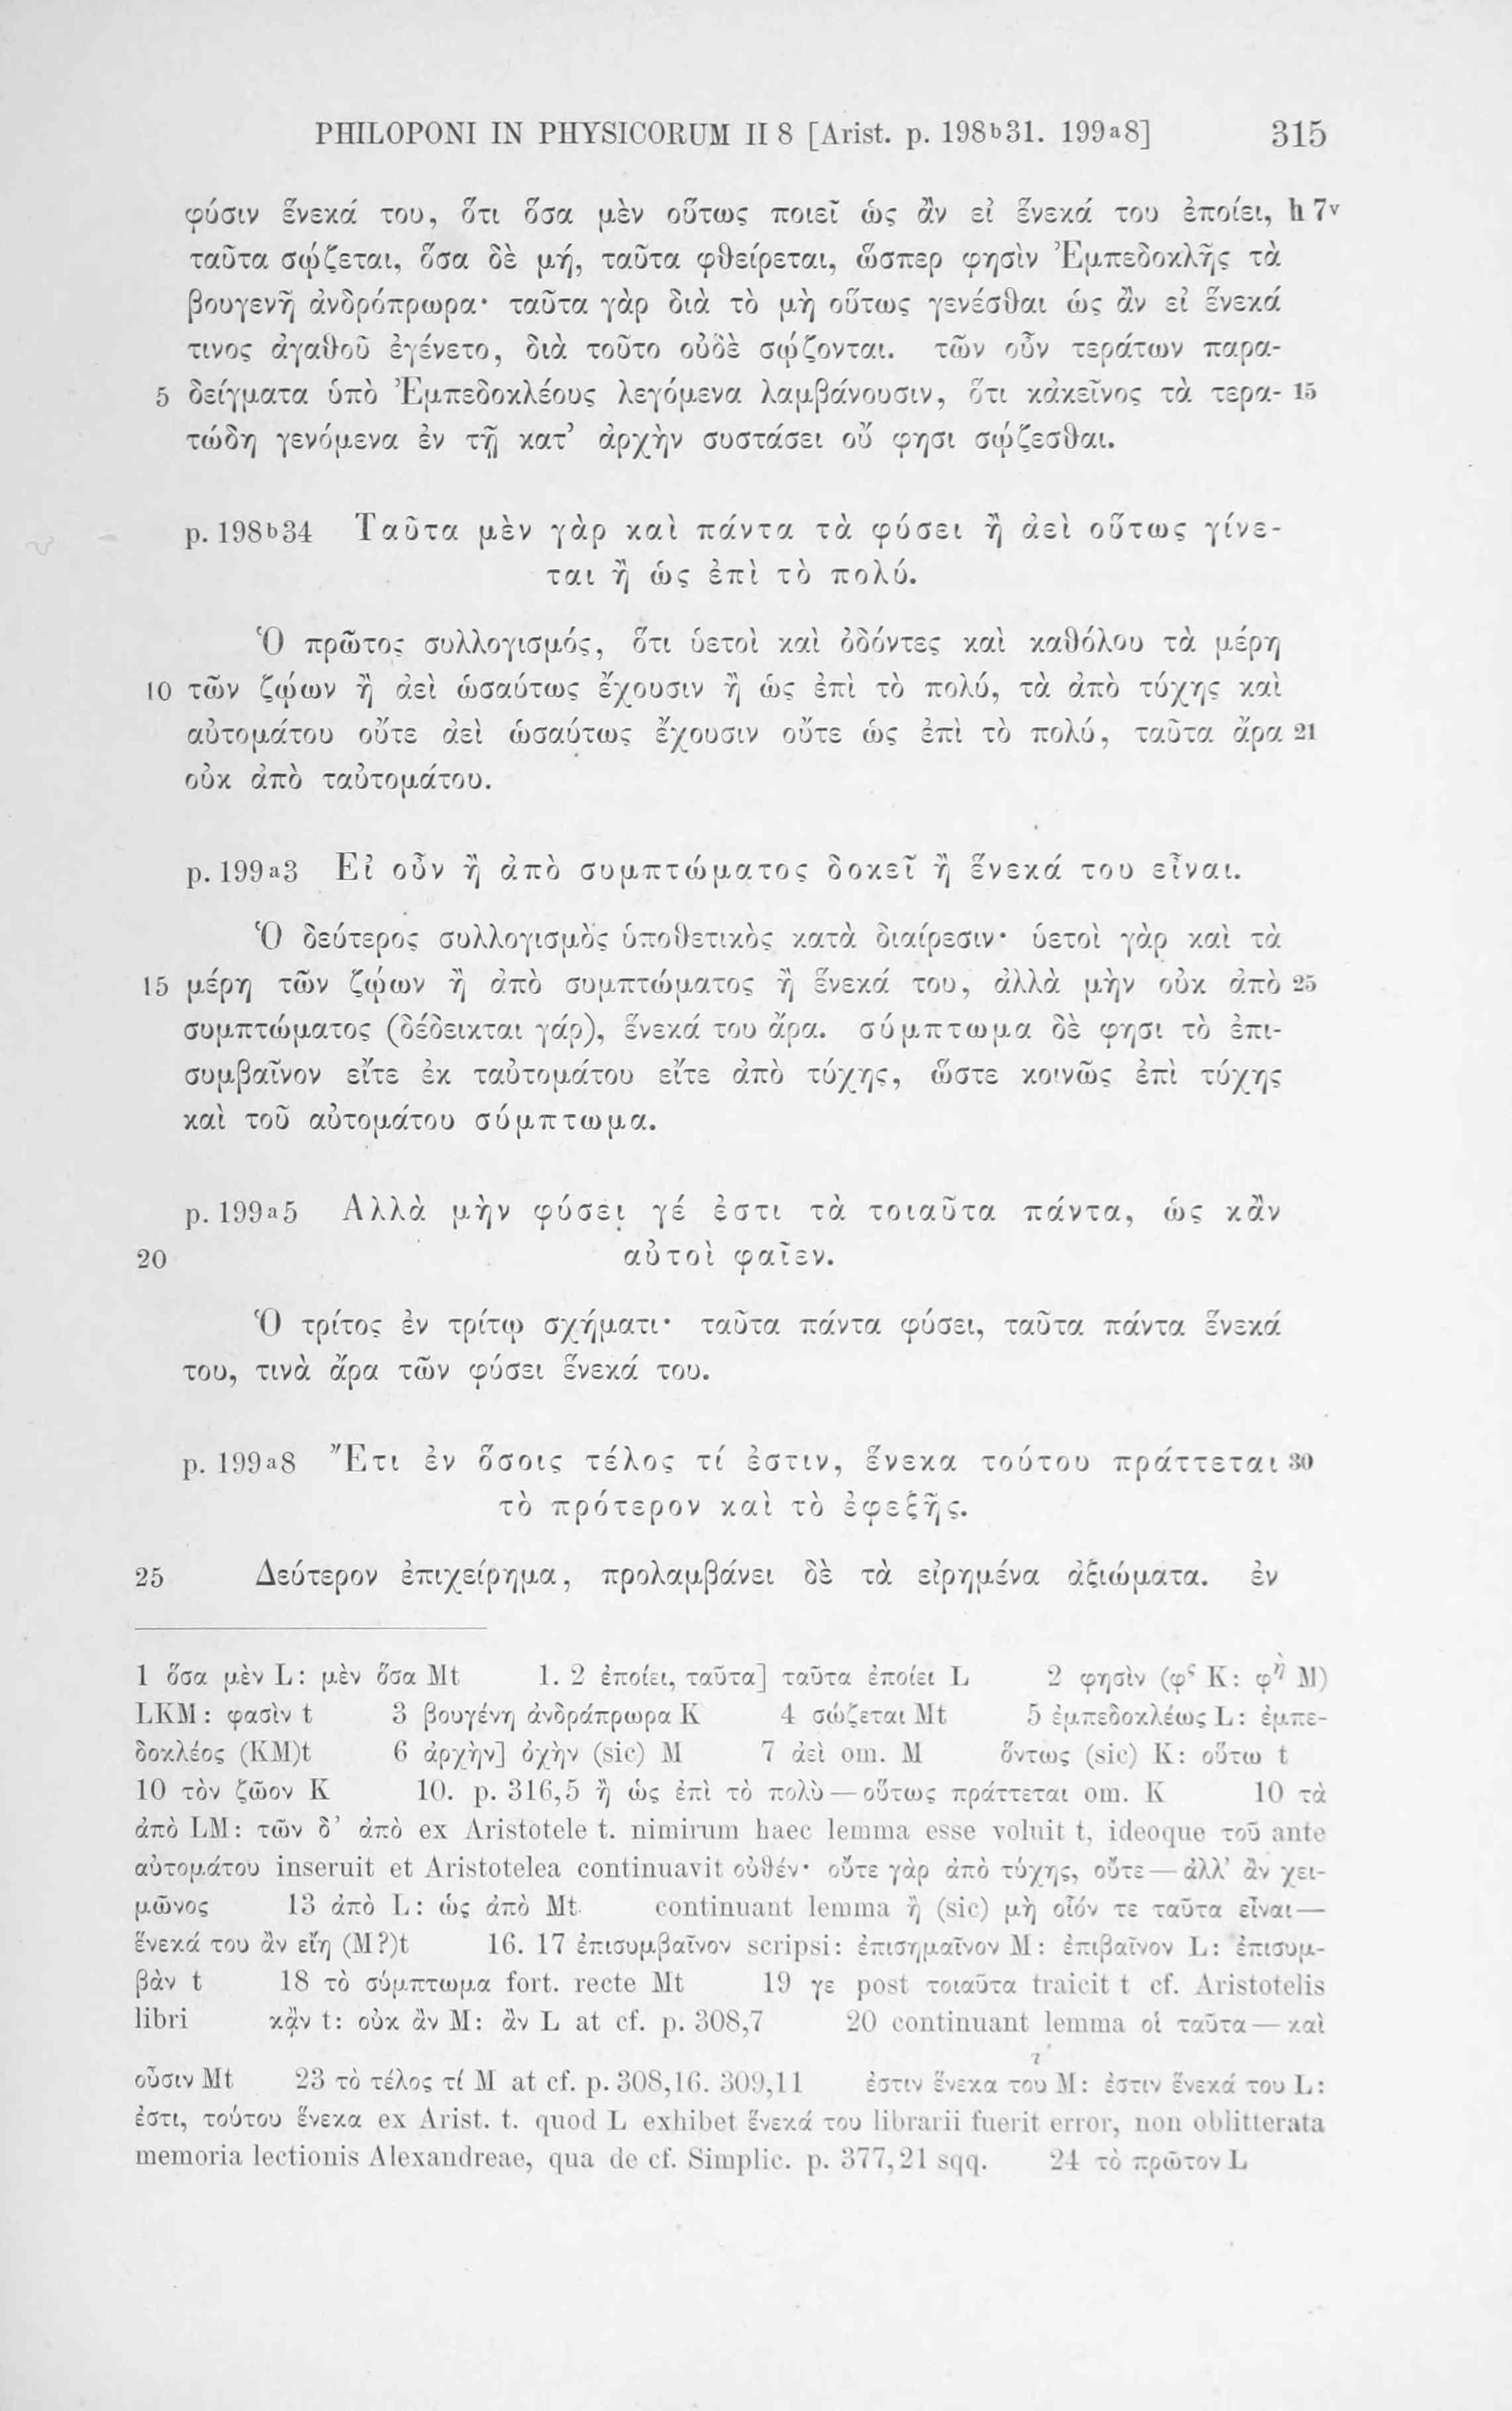 PHILOPONI IN PHYSICORUM II 8 [Arist. p. 198b31. 199a8] 315
φύσιν ἕνεκά του, ὅτι ὅσα μὲν οὕτως ποιεῖ ὡς ἂν εἰ ἕνεκά του ἐποίει, h 7v
ταῦτα σῴζεται, ὅσα δὲ μή, ταῦτα φθείρεται, ὥσπερ φησὶν Ἐμπεδοκλῆς τὰ
βουγενῆ ἀνδρόπρωρα· ταῦτα γὰρ διὰ τὸ μὴ οὕτως γενέσθαι ὡς ἂν εἰ ἕνεκά
τινος ἀγαθοῦ ἐγένετο, διὰ τοῦτο οὐδὲ σῴζονται. τῶν οὖν τεράτων παρα-
5 δείγματα ὑπὸ Ἐμπεδοκλέους λεγόμενα λαμβάνουσιν, ὅτι κἀκεῖνος τὰ τερα- 15
τώδη γενόμενα ἐν τῇ κατ’ ἀρχὴν συστάσει οὔ φησι σῴζεσθαι.
p. 198b34 Ταῦτα μὲν γὰρ καὶ πάντα τὰ φύσει ἢ ἀεὶ οὕτως γίνε-
ται ἢ ὡς ἐπὶ τὸ πολύ.
Ὁ πρῶτος συλλογισμός, ὅτι ὑετοὶ καὶ ὀδόντες καὶ καθόλου τὰ μέρη
10 τῶν ζῴων ἢ ἀεὶ ὡσαύτως ἔχουσιν ἢ ὡς ἐπὶ τὸ πολύ, τὰ ἀπὸ τύχης καὶ
αὐτομάτου οὔτε ἀεὶ ὡσαύτως ἔχουσιν οὔτε ὡς ἐπὶ τὸ πολύ, ταῦτα ἄρα 21
οὐκ ἀπὸ ταὐτομάτου.
p. 199a3 Εἰ οὖν ἢ ἀπὸ συμπτώματος δοκεῖ ἢ ἕνεκά του εἶναι.
Ὁ δεύτερος συλλογισμὸς ὑποθετικὸς κατὰ διαίρεσιν· ὑετοὶ γὰρ καὶ τὰ
15 μέρη τῶν ζῴων ἢ ἀπὸ συμπτώματος ἢ ἕνεκά του, ἀλλὰ μὴν οὐκ ἀπὸ 25
συμπτώματος (δέδεικται γάρ), ἕνεκά του ἄρα. σύμπτωμα δέ φησι τὸ ἐπι-
συμβαῖνον εἴτε ἐκ ταὐτομάτου εἴτε ἀπὸ τύχης, ὥστε κοινῶς ἐπὶ τύχης
καὶ τοῦ αὐτομάτου σύμπτωμα.
p. 199a5 Αλλὰ μὴν φύσει γέ ἐστι τὰ τοιαῦτα πάντα, ὡς κἂν
20 αὐτοὶ φαῖεν.
Ὁ τρίτος ἐν τρίτῳ σχήματι· ταῦτα πάντα φύσει, ταῦτα πάντα ἕνεκά
του, τινὰ ἄρα τῶν φύσει ἕνεκά του.
p. 199a8 Ἔτι ἐν ὅσοις τέλος τί ἐστιν, ἕνεκα τούτου πράττεται 30
τὸ πρότερον καὶ τὸ ἐφεξῆς.
25 Δεύτερον ἐπιχείρημα, προλαμβάνει δὲ τὰ εἰρημένα ἀξιώματα. ἐν
1 ὅσα μὲν L: μὲν ὅσα Mt 1. 2 ἐποίει, ταῦτα] ταῦτα ἐποίει L 2 φησὶν (φς K: φὴ M)
LKM: φασὶν t 3 βουγένη ἀνδράπρωρα K 4 σώζεται Mt 5 ἐμπεδοκλέως L: ἐμπε-
δοκλέος (KM)t 6 ἀρχὴν] ὀχὴν (sic) M 7 ἀεὶ om. M ὅντως (sic) K: οὕτω t
10 τὸν ζῶον K 10. p. 316,5 ἢ ὡς ἐπὶ τὸ πολὺ — οὕτως πράττεται om. K 10 τὰ
ἀπὸ LM: τῶν δ’ ἀπὸ ex Aristotele t. nimirum haec lemma esse voluit t, ideoque τοῦ ante
αὐτομάτου inseruit et Aristotelea continuavit οὐθέν· οὔτε γὰρ ἀπὸ τύχης, οὔτε — ἀλλ’ ἂν χει-
μῶνος 13 ἀπὸ L: ὡς ἀπὸ Mt continuant lemma ἢ (sic) μὴ οἷόν τε ταῦτα εἶναι —
ἕνεκά του ἂν εἴη (M?)t 16. 17 ἐπισυμβαῖνον scripsi: ἐπισημαῖνον M: ἐπιβαῖνον L: ἐπισυμ-
βὰν t 18 τὸ σύμπτωμα fort. recte Mt 19 γε post τοιαῦτα traicit t cf. Aristotelis
libri κἂν t: οὐκ ἂν M: ἂν L at cf. p. 308,7 20 continuant lemma οἱ ταῦτα — καὶ
οὖσιν Mt 23 τὸ τέλος τί M at cf. p. 308,16. 309,11 ἐστιν ἕνεκα του M: ἐστιν ἕνεκά του L:
ἐστι, τούτου ἕνεκα ex Arist. t. quod L exhibet ἕνεκά του librarii fuerit error, non oblitterata
memoria lectionis Alexandreae, qua de cf. Simplic. p. 377,21 sqq. 24 τὸ πρῶτον L